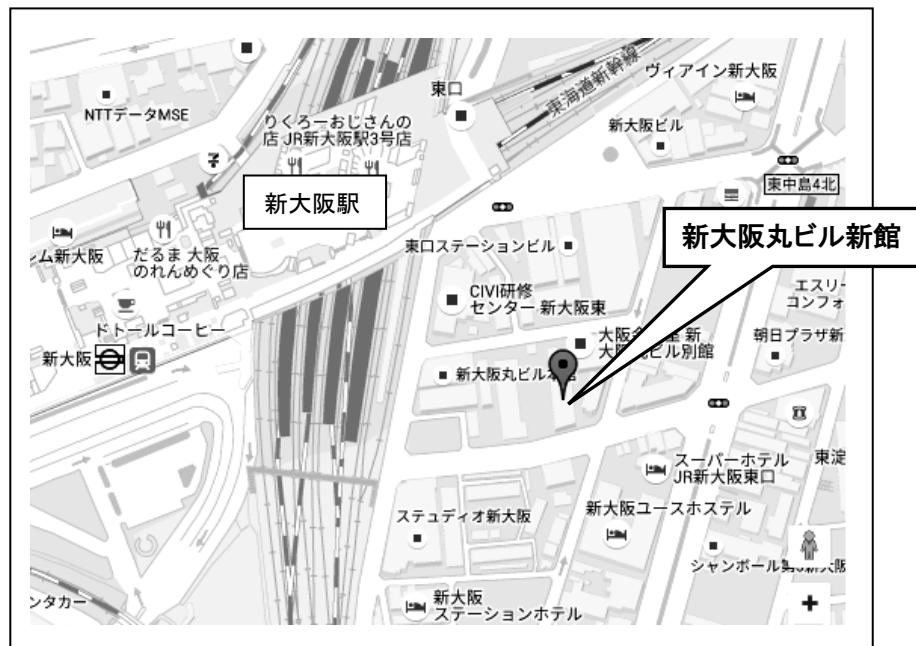 東口
東海道新幹線
ヴィアイン新大阪
NTTデータMSE
りくろーおじさんの
店 JR新大阪駅3号店
新大阪ビル
東中島4北
新大阪駅
新大阪丸ビル新館
レム新大阪
だるま 大阪
のれんめぐり店
東口ステーションビル
CIVI研修
センター 新大阪東
エスリー
コンフォ
ドトールコーヒー
新大阪
大阪
新
大
ビル別館
朝日プラザ新
新大阪丸ビル
スーパーホテル
JR新大阪東口
東淀
ステュディオ新大阪
新大阪ユースホステル
シャンボール第
新大阪
ンタカー
新大阪
ステーションホテル
+